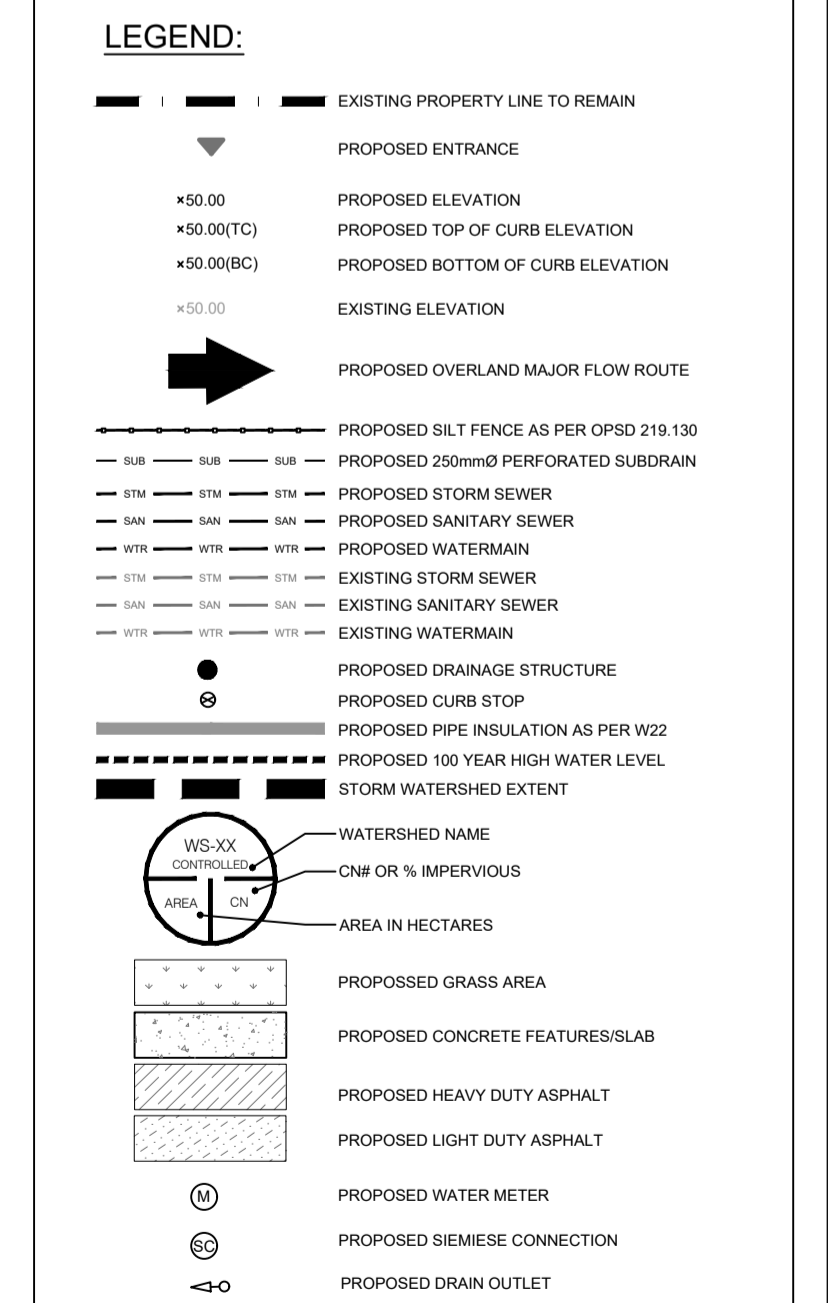 LEGEND:
EXISTING PROPERTY LINE TO REMAIN
PROPOSED ENTRANCE
×50.00 PROPOSED ELEVATION
×50.00(TC) PROPOSED TOP OF CURB ELEVATION
×50.00(BC) PROPOSED BOTTOM OF CURB ELEVATION
×50.00 EXISTING ELEVATION
PROPOSED OVERLAND MAJOR FLOW ROUTE
PROPOSED SILT FENCE AS PER OPSD 219.130
SUB SUB SUB PROPOSED 250mmØ PERFORATED SUBDRAIN
STM STM STM PROPOSED STORM SEWER
SAN SAN SAN PROPOSED SANITARY SEWER
WTR WTR WTR PROPOSED WATERMAIN
STM STM STM EXISTING STORM SEWER
SAN SAN SAN EXISTING SANITARY SEWER
WTR WTR WTR EXISTING WATERMAIN
PROPOSED DRAINAGE STRUCTURE
PROPOSED CURB STOP
PROPOSED PIPE INSULATION AS PER W22
PROPOSED 100 YEAR HIGH WATER LEVEL
STORM WATERSHED EXTENT
WS-XX WATERSHED NAME
CONTROLLED
CN# OR % IMPERVIOUS
AREA CN
AREA IN HECTARES
PROPOSSED GRASS AREA
PROPOSED CONCRETE FEATURES/SLAB
PROPOSED HEAVY DUTY ASPHALT
PROPOSED LIGHT DUTY ASPHALT
M PROPOSED WATER METER
SC PROPOSED SIEMIESE CONNECTION
PROPOSED DRAIN OUTLET